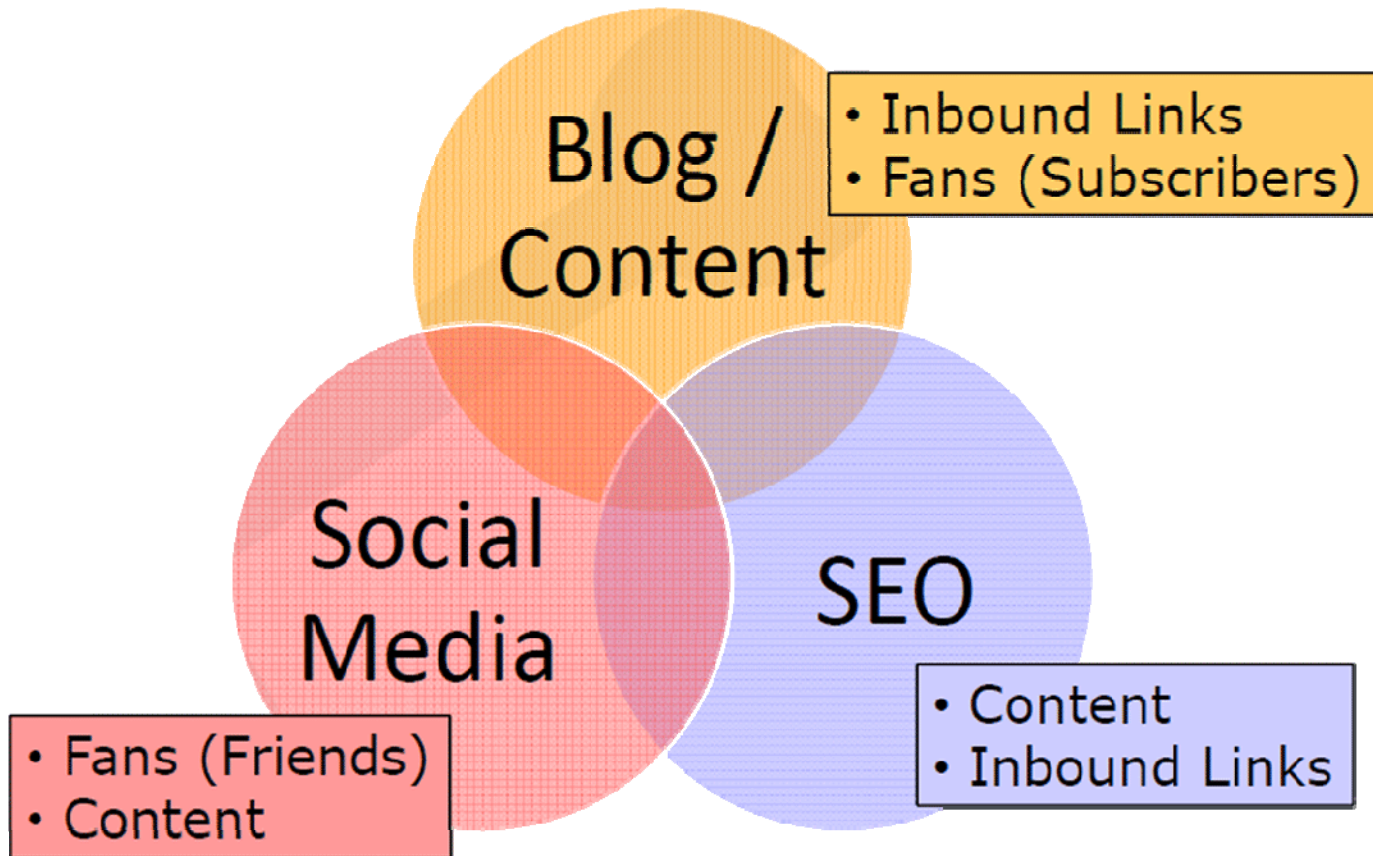 Blog /
Content
• Inbound Links
• Fans (Subscribers)
Social
Media
• Fans (Friends)
• Content
SEO
• Content
• Inbound Links